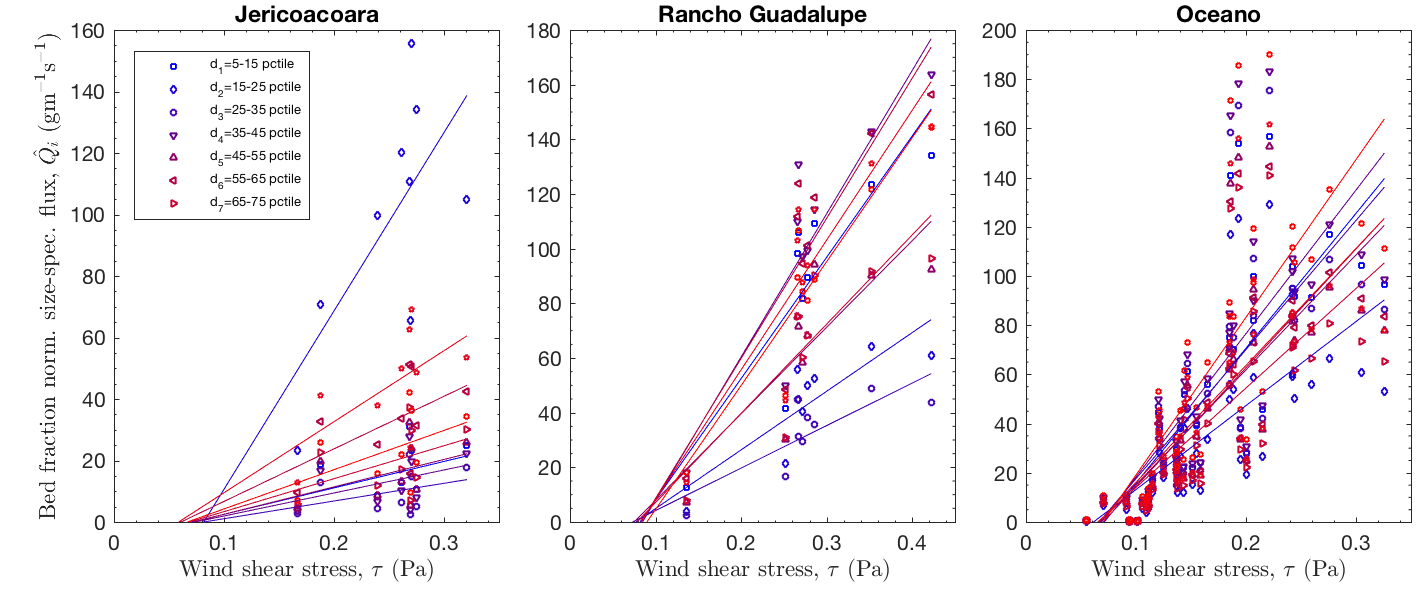 Jericoacoara
Rancho Guadalupe
Oceano
Bed fraction norm. size-spec. flux, Q̂ᵢ (gm⁻¹s⁻¹)
160
140
120
100
80
60
40
20
0
d₁=5-15 pctile
d₂=15-25 pctile
d₃=25-35 pctile
d₄=35-45 pctile
d₅=45-55 pctile
d₆=55-65 pctile
d₇=65-75 pctile
0 0.1 0.2 0.3
Wind shear stress, τ (Pa)
180
160
140
120
100
80
60
40
20
0
0 0.1 0.2 0.3 0.4
Wind shear stress, τ (Pa)
200
180
160
140
120
100
80
60
40
20
0
0 0.1 0.2 0.3
Wind shear stress, τ (Pa)